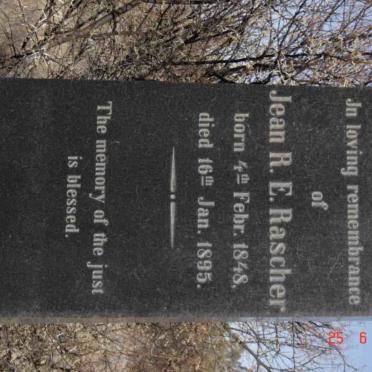 In loving remembrance
of
Jean R. E. Rascher
born 4th Febr. 1848.
died 16th Jan. 1895.
The memory of the just
is blessed.
25 6